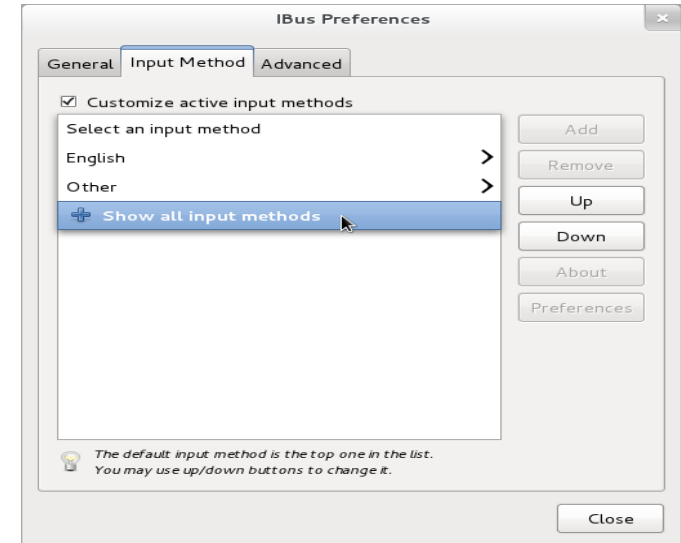 IBus Preferences
General Input Method Advanced
Customize active input methods
Select an input method
English
Other
Show all input methods
Add
Remove
Up
Down
About
Preferences
The default input method is the top one in the list.
You may use up/down buttons to change it.
Close